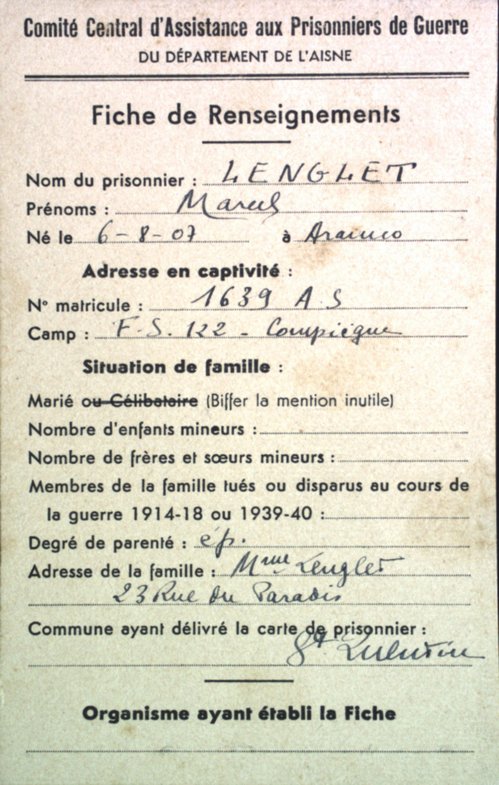 Comité Central d'Assistance aux Prisonniers de Guerre
DU DÉPARTEMENT DE L'AISNE
Fiche de Renseignements
Nom du prisonnier : LENGLET
Prénoms : Marcel
Né le 6-8-07 à
Adresse en captivité :
N° matricule : 1639 A S
Camp : F.S. 122 - Compiègne
Situation de famille :
Marié ou Célibataire (Biffer la mention inutile)
Nombre d'enfants mineurs :
Nombre de frères et sœurs mineurs :
Membres de la famille tués ou disparus au cours de
la guerre 1914-18 ou 1939-40 :
Degré de parenté : ép.
Adresse de la famille : Mme Lenglet
23 Rue du Paradis
Commune ayant délivré la carte de prisonnier :
St Quentin
Organisme ayant établi la Fiche